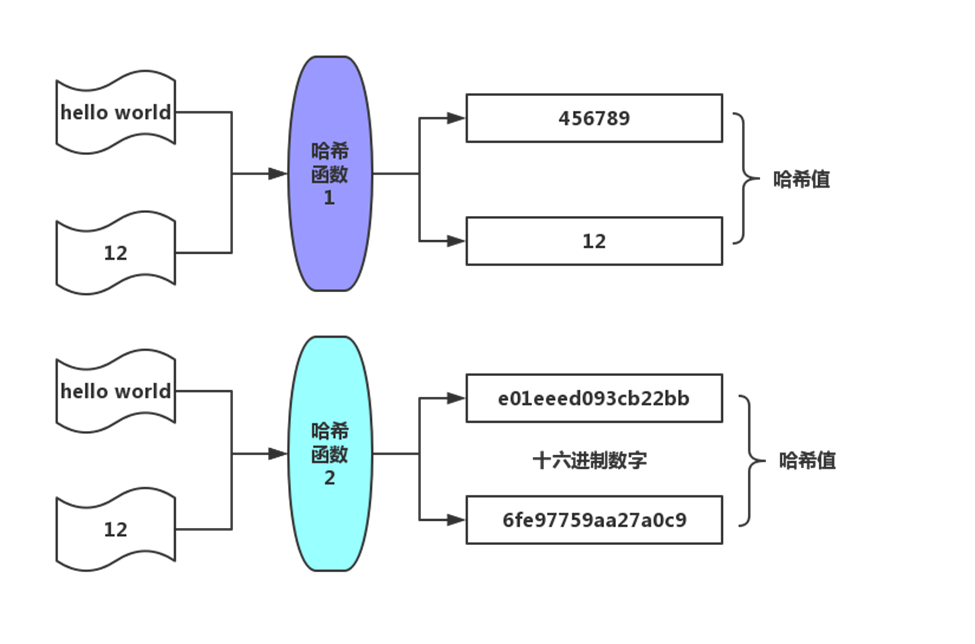 hello world
12
哈希
函数
1
456789
12
哈希值
hello world
12
哈希
函数
2
e01eeed093cb22bb
十六进制数字
6fe97759aa27a0c9
哈希值